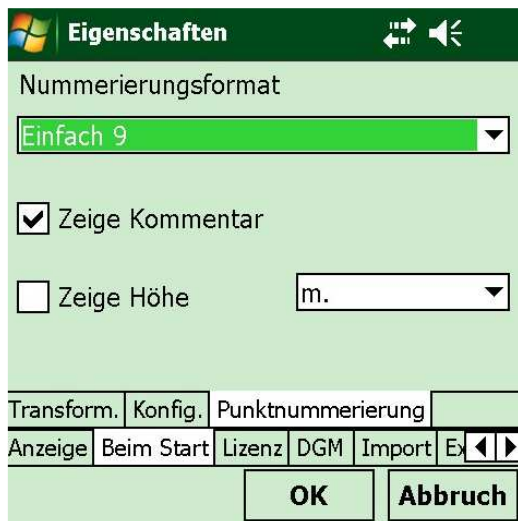 Eigenschaften
Nummerierungsformat
Einfach 9
Zeige Kommentar
Zeige Höhe m.
Transform. Konfig. Punktnummerierung
Anzeige Beim Start Lizenz DGM Import Ex
OK Abbruch